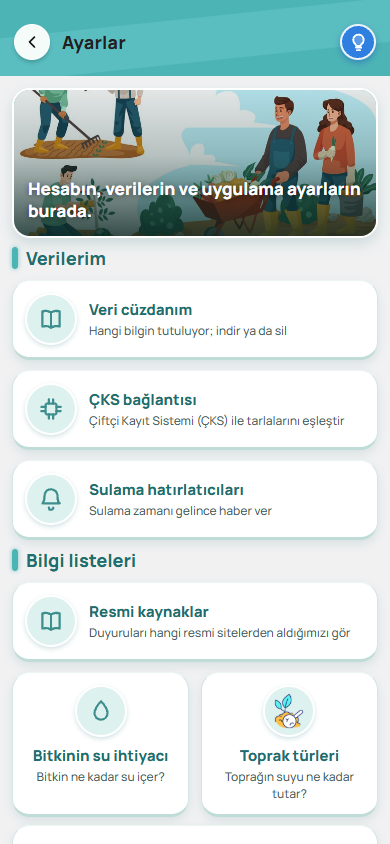 Ayarlar
Hesabın, verilerin ve uygulama ayarların
burada.
Verilerim
Veri cüzdanım
Hangi bilgin tutuluyor; indir ya da sil
ÇKS bağlantısı
Çiftçi Kayıt Sistemi (ÇKS) ile tarlalarını eşleştir
Sulama hatırlatıcıları
Sulama zamanı gelince haber ver
Bilgi listeleri
Resmi kaynaklar
Duyuruları hangi resmi sitelerden aldığımızı gör
Bitkinin su ihtiyacı
Bitkin ne kadar su içer?
Toprak türleri
Toprağın suyu ne kadar
tutar?